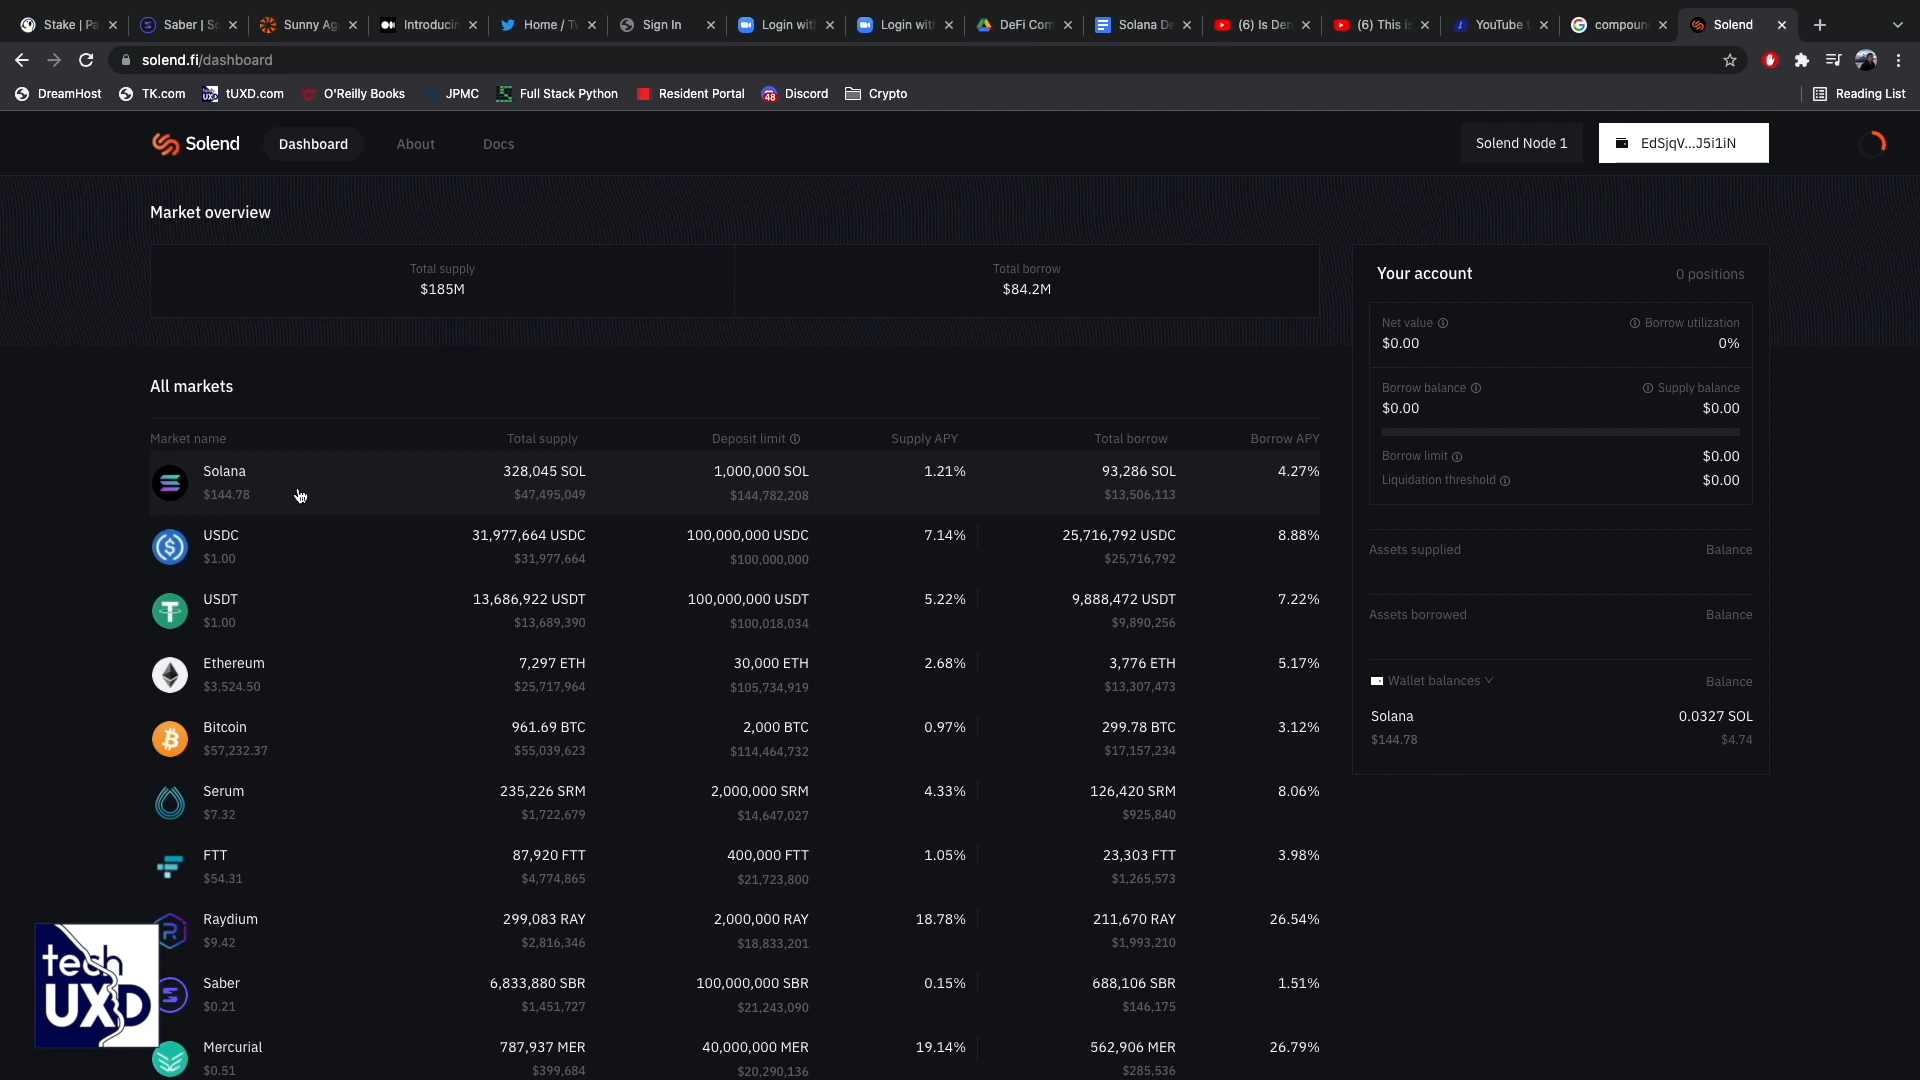 Stake | Pa
Saber | So
Sunny Ag
Introducin
Home / Tw
Sign In
Login with
Login with
DeFi Com
Solana De
(6) Is Den
(6) This is
YouTube t
compoun
Solend
solend.fi/dashboard
DreamHost
TK.com
tUXD.com
O'Reilly Books
JPMC
Full Stack Python
Resident Portal
48
Discord
Crypto
Reading List
Solend
Dashboard
About
Docs
Solend Node 1
EdSjqV...J5i1iN
Market overview
Total supply
$185M
Total borrow
$84.2M
All markets
Market name Total supply Deposit limit Supply APY Total borrow Borrow APY
Solana 328,045 SOL 1,000,000 SOL 1.21% 93,286 SOL 4.27%
$144.78 $47,495,049 $144,782,208 $13,506,113
USDC 31,977,664 USDC 100,000,000 USDC 7.14% 25,716,792 USDC 8.88%
$1.00 $31,977,664 $100,000,000 $25,716,792
USDT 13,686,922 USDT 100,000,000 USDT 5.22% 9,888,472 USDT 7.22%
$1.00 $13,689,390 $100,018,034 $9,890,256
Ethereum 7,297 ETH 30,000 ETH 2.68% 3,776 ETH 5.17%
$3,524.50 $25,717,964 $105,734,919 $13,307,473
Bitcoin 961.69 BTC 2,000 BTC 0.97% 299.78 BTC 3.12%
$57,232.37 $55,039,623 $114,464,732 $17,157,234
Serum 235,226 SRM 2,000,000 SRM 4.33% 126,420 SRM 8.06%
$7.32 $1,722,679 $14,647,027 $925,840
FTT 87,920 FTT 400,000 FTT 1.05% 23,303 FTT 3.98%
$54.31 $4,774,865 $21,723,800 $1,265,573
Raydium 299,083 RAY 2,000,000 RAY 18.78% 211,670 RAY 26.54%
$9.42 $2,816,346 $18,833,201 $1,993,210
Saber 6,833,880 SBR 100,000,000 SBR 0.15% 688,106 SBR 1.51%
$0.21 $1,451,727 $21,243,090 $146,175
Mercurial 787,937 MER 40,000,000 MER 19.14% 562,906 MER 26.79%
$0.51 $399,684 $20,290,136 $285,536
Your account 0 positions
Net value Borrow utilization
$0.00 0%
Borrow balance Supply balance
$0.00 $0.00
Borrow limit $0.00
Liquidation threshold $0.00
Assets supplied Balance
Assets borrowed Balance
Wallet balances Balance
Solana 0.0327 SOL
$144.78 $4.74
tech
UXD